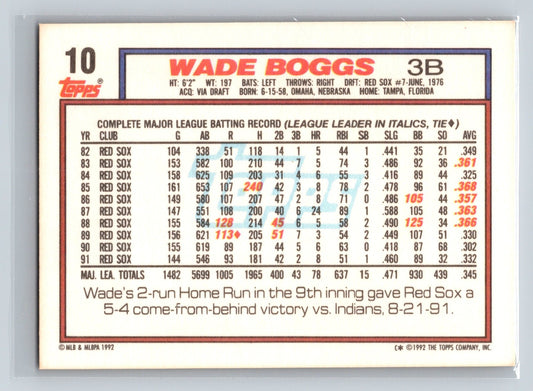 10
Topps®
WADE BOGGS 3B
HT: 6'2" WT: 197 BATS: LEFT THROWS: RIGHT DRFT: RED SOX #7-JUNE, 1976
ACQ: VIA DRAFT BORN: 6-15-58, OMAHA, NEBRASKA HOME: TAMPA, FLORIDA
COMPLETE MAJOR LEAGUE BATTING RECORD (LEAGUE LEADER IN ITALICS, TIE♦)
YR CLUB G AB R H 2B 3B HR RBI SB SLG BB SO AVG
82 RED SOX 104 338 51 118 14 1 5 44 1 .441 35 21 .349
83 RED SOX 153 582 100 210 44 7 5 74 3 .486 92 36 .361
84 RED SOX 158 625 109 203 31 4 6 55 3 .416 89 44 .325
85 RED SOX 161 653 107 240 42 3 8 78 2 .478 96 61 .368
86 RED SOX 149 580 107 207 47 2 8 71 0 .486 105 44 .357
87 RED SOX 147 551 108 200 40 6 24 89 1 .588 105 48 .363
88 RED SOX 155 584 128 214 45 6 5 58 2 .490 125 34 .366
89 RED SOX 156 621 113♦ 205 51 7 3 54 2 .449 107 51 .330
90 RED SOX 155 619 89 187 44 5 6 63 0 .418 87 68 .302
91 RED SOX 144 546 93 181 42 2 8 51 1 .460 89 32 .332
MAJ. LEA. TOTALS 1482 5699 1005 1965 400 43 78 637 15 .471 930 439 .345
Wade's 2-run Home Run in the 9th inning gave Red Sox a
5-4 come-from-behind victory vs. Indians, 8-21-91.
© MLB & MLBPA 1992 C* © 1992 THE TOPPS COMPANY, INC.